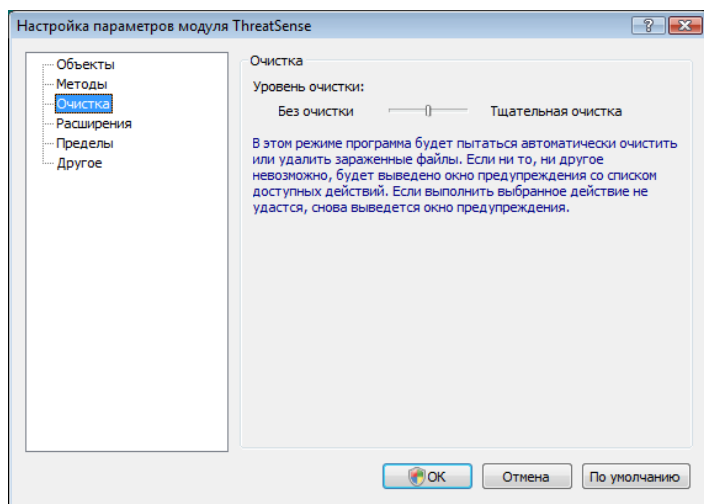 Настройка параметров модуля ThreatSense
Объекты
Методы
Очистка
Расширения
Пределы
Другое
Очистка
Уровень очистки:
Без очистки Тщательная очистка
В этом режиме программа будет пытаться автоматически очистить
или удалить зараженные файлы. Если ни то, ни другое
невозможно, будет выведено окно предупреждения со списком
доступных действий. Если выполнить выбранное действие не
удастся, снова выведется окно предупреждения.
OK Отмена По умолчанию